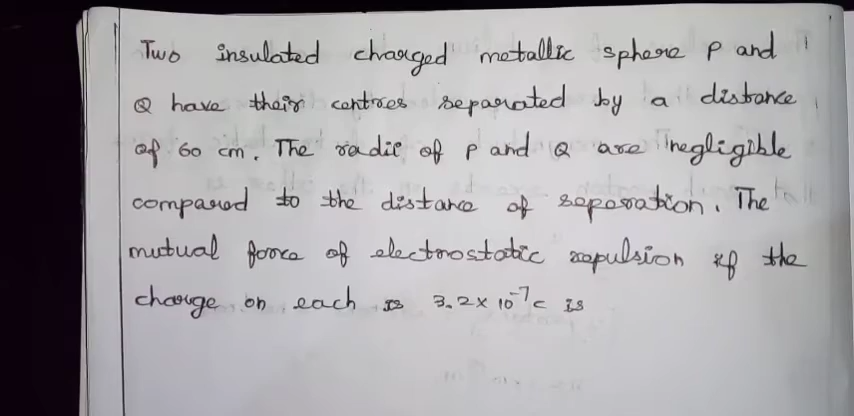 Two insulated charged metallic sphere P and
Q have their centres separated by a distance
of 60 cm. The radii of P and Q are negligible
compared to the distance of separation. The
mutual force of electrostatic repulsion if the
charge on each is 3.2 × 10⁻⁷ C is